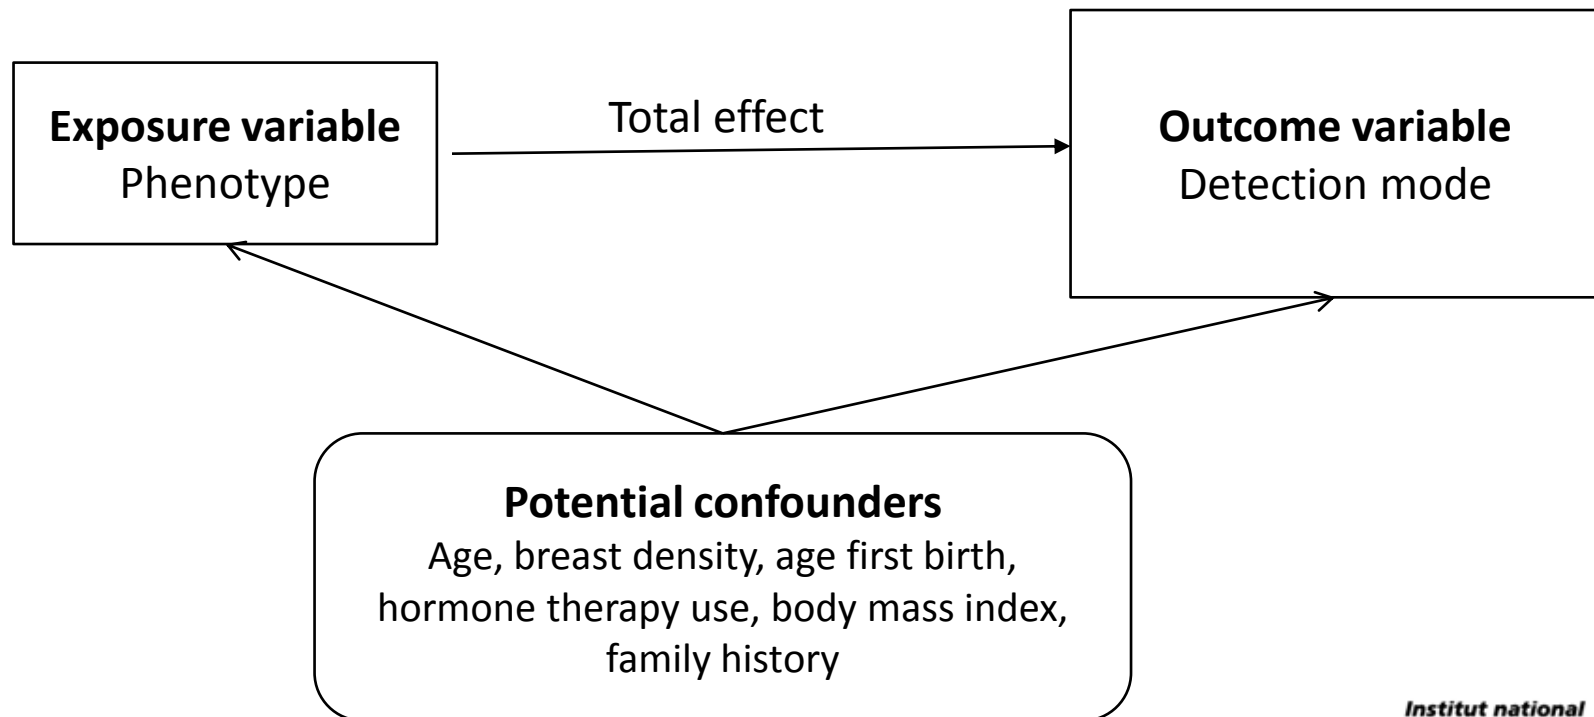 Exposure variable
Phenotype
Total effect
Outcome variable
Detection mode
Potential confounders
Age, breast density, age first birth,
hormone therapy use, body mass index,
family history
Institut national